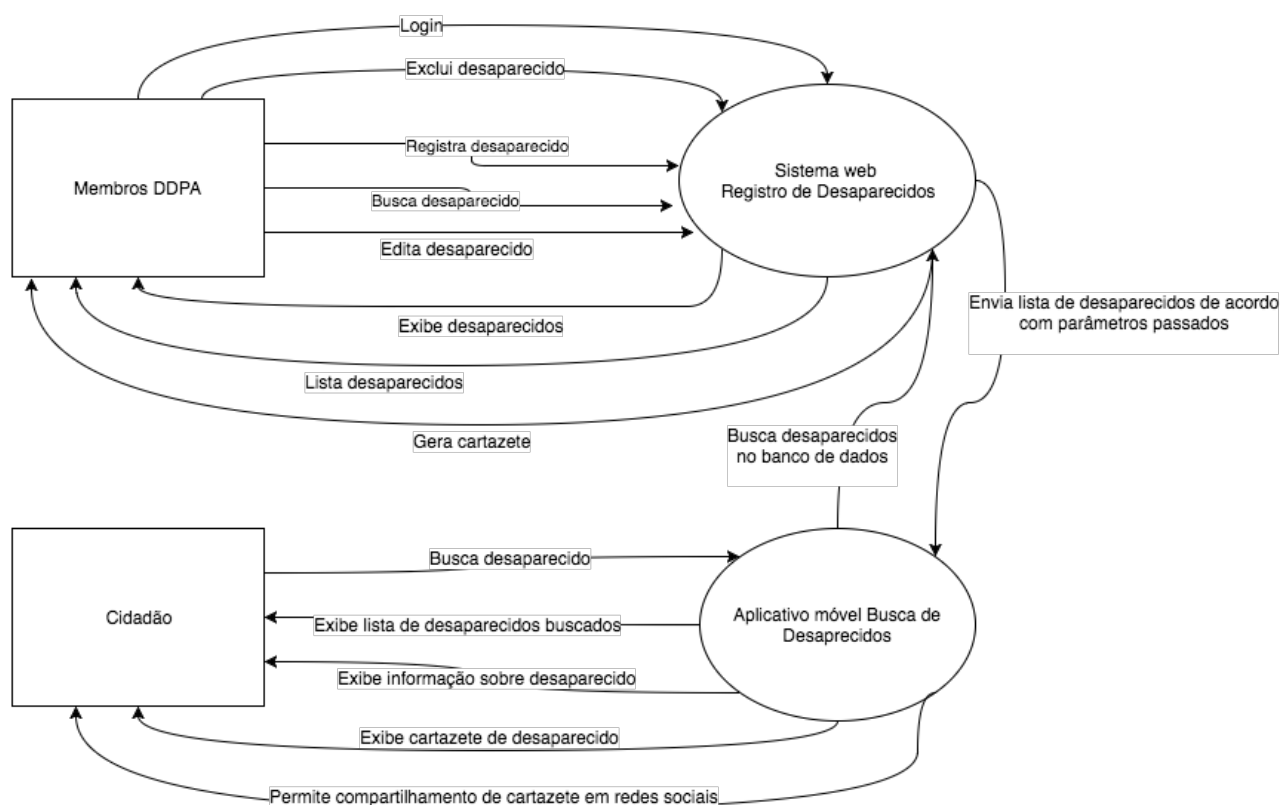 Login
Exclui desaparecido
Registra desaparecido
Membros DDPA
Busca desaparecido
Edita desaparecido
Sistema web
Registro de Desaparecidos
Exibe desaparecidos
Lista desaparecidos
Gera cartazete
Envia lista de desaparecidos de acordo
com parâmetros passados
Busca desaparecidos
no banco de dados
Busca desaparecido
Cidadão
Exibe lista de desaparecidos buscados
Aplicativo móvel Busca de
Desaprecidos
Exibe informação sobre desaparecido
Exibe cartazete de desaparecido
Permite compartilhamento de cartazete em redes sociais